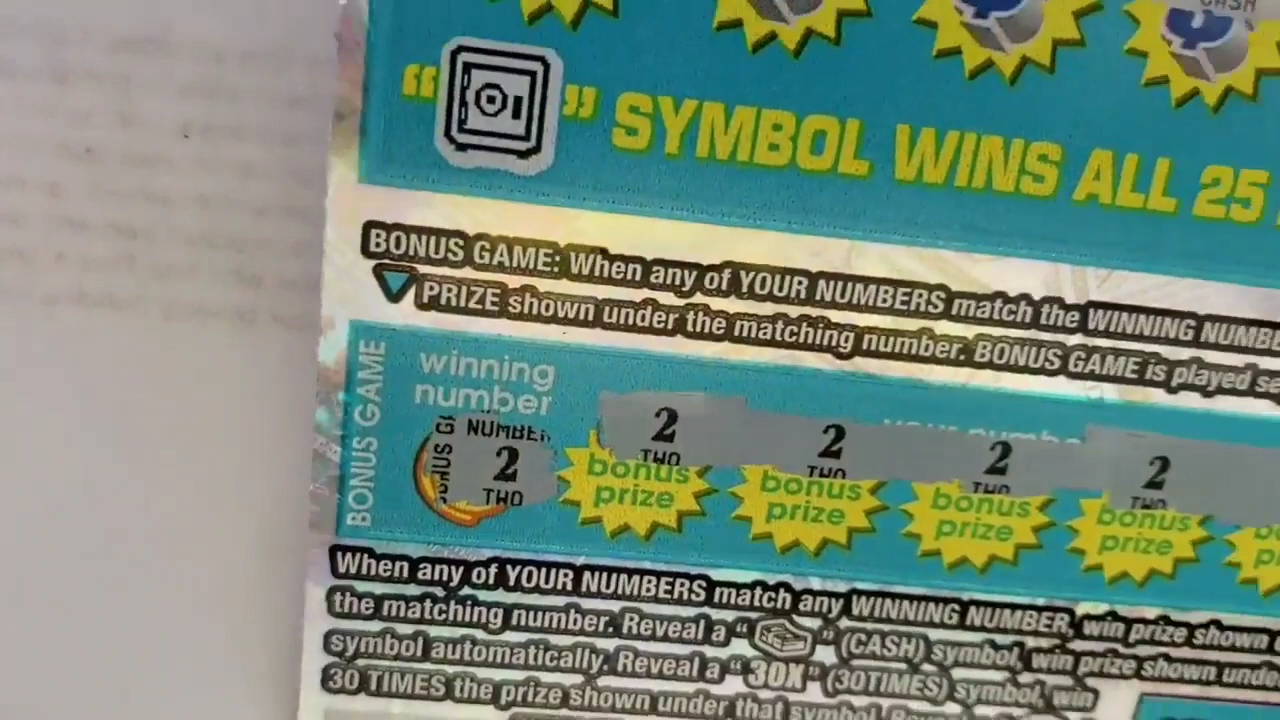 CASH
“ ” SYMBOL WINS ALL 25
BONUS GAME: When any of YOUR NUMBERS match the WINNING
PRIZE shown under the matching number. BONUS GAME is played
BONUS GAME
winning
number
NUMBER
2
TWO
2
TWO
bonus
prize
2
TWO
bonus
prize
2
TWO
bonus
prize
2
TWO
bonus
prize
When any of YOUR NUMBERS match any WINNING NUMBER, win prize shown
the matching number. Reveal a “ ” (CASH) symbol, win prize shown
symbol automatically. Reveal a “30X” (30TIMES) symbol, win
30 TIMES the prize shown under that symbol.